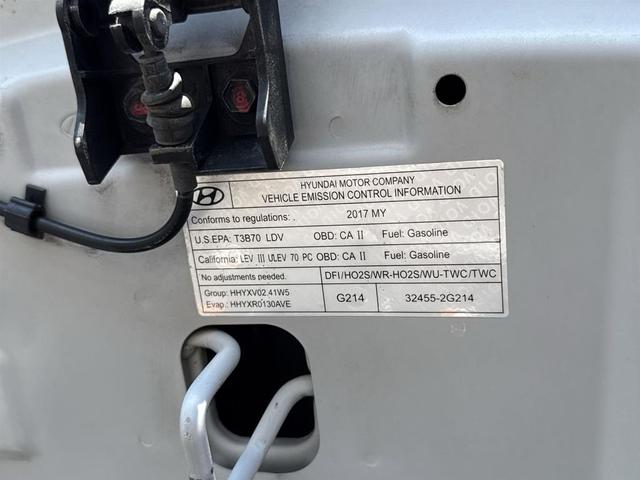 HYUNDAI MOTOR COMPANY
VEHICLE EMISSION CONTROL INFORMATION
Conforms to regulations: . 2017 MY
U.S.EPA: T3B70 LDV OBD: CA II Fuel: Gasoline
California: LEV III ULEV 70 PC OBD: CA II Fuel: Gasoline
No adjustments needed. DFI/HO2S/WR-HO2S/WU-TWC/TWC
Group: HHYXV02.41W5
Evap.: HHYXR0130AVE
G214 32455-2G214